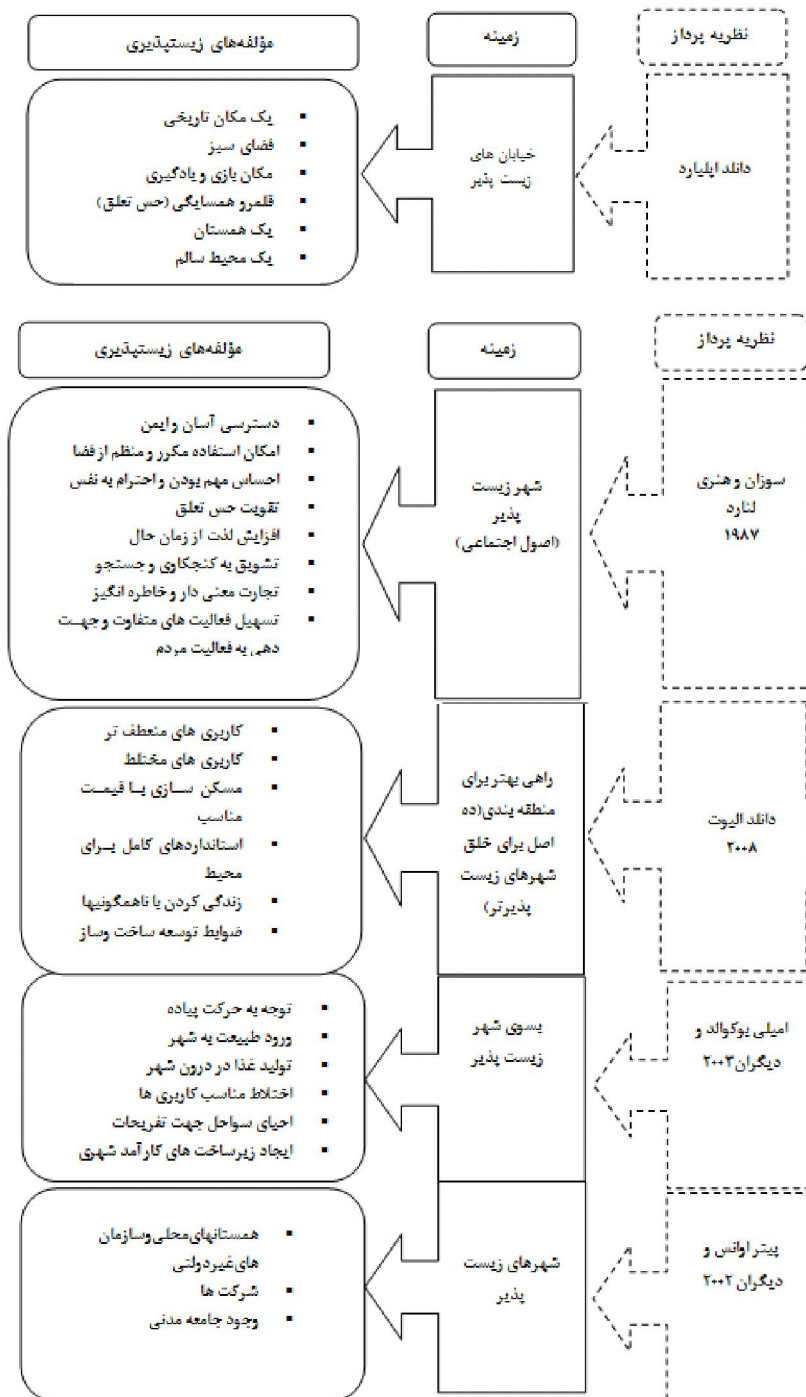 نظریه پرداز
زمینه
مؤلفه‌های زیستپذیری
دانلد اپلیارد
خیابان های
زیست پذیر
یک مکان تاریخی
فضای سبز
مکان بازی و یادگیری
قلمرو همسایگی (حس تعلق)
یک همستان
یک محیط سالم
نظریه پرداز
زمینه
مؤلفه‌های زیستپذیری
سوزان و هنری
لنارد
۱۹۸۷
شهر زیست
پذیر
(اصول اجتماعی)
دسترسی آسان و ایمن
امکان استفاده مکرر و منظم از فضا
احساس مهم بودن و احترام به نفس
تقویت حس تعلق
افزایش لذت از زمان حال
تشویق به کنجکاوی و جستجو
تجارت معنی دار و خاطره انگیز
تسهیل فعالیت های متفاوت و جهت
دهی به فعالیت مردم
دانلد الیوت
۲۰۰۸
راهی بهتر برای
منطقه بندی(ده
اصل برای خلق
شهرهای زیست
پذیرتر)
کاربری های منعطف تر
کاربری های مختلط
مسکن سازی با قیمت
مناسب
استانداردهای کامل برای
محیط
زندگی کردن با ناهمگونیها
ضوابط توسعه ساخت وساز
امیلی یوکوالد و
دیگران۲۰۰۳
بسوی شهر
زیست پذیر
توجه به حرکت پیاده
ورود طبیعت به شهر
تولید غذا در درون شهر
اختلاط مناسب کاربری ها
احیای سواحل جهت تفریحات
ایجاد زیرساخت های کارآمد شهری
پیتر اوانس و
دیگران ۲۰۰۲
شهرهای زیست
پذیر
همستانهای‌محلی‌وسازمان
های‌غیردولتی
شرکت ها
وجود جامعه مدنی